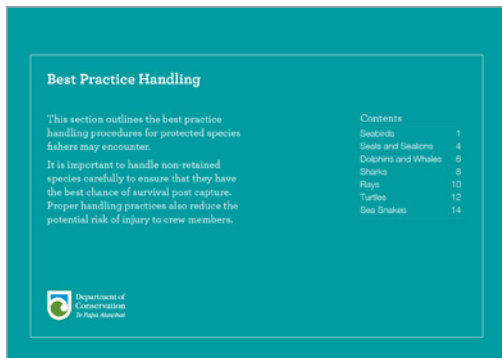 Best Practice Handling
This section outlines the best practice
handling procedures for protected species
fishers may encounter.
It is important to handle non-retained
species carefully to ensure that they have
the best chance of survival post capture.
Proper handling practices also reduce the
potential risk of injury to crew members.
Contents
Seabirds 1
Seals and Sealions 4
Dolphins and Whales 6
Sharks 8
Rays 10
Turtles 12
Sea Snakes 14
Department of
Conservation
Te Papa Atawhai